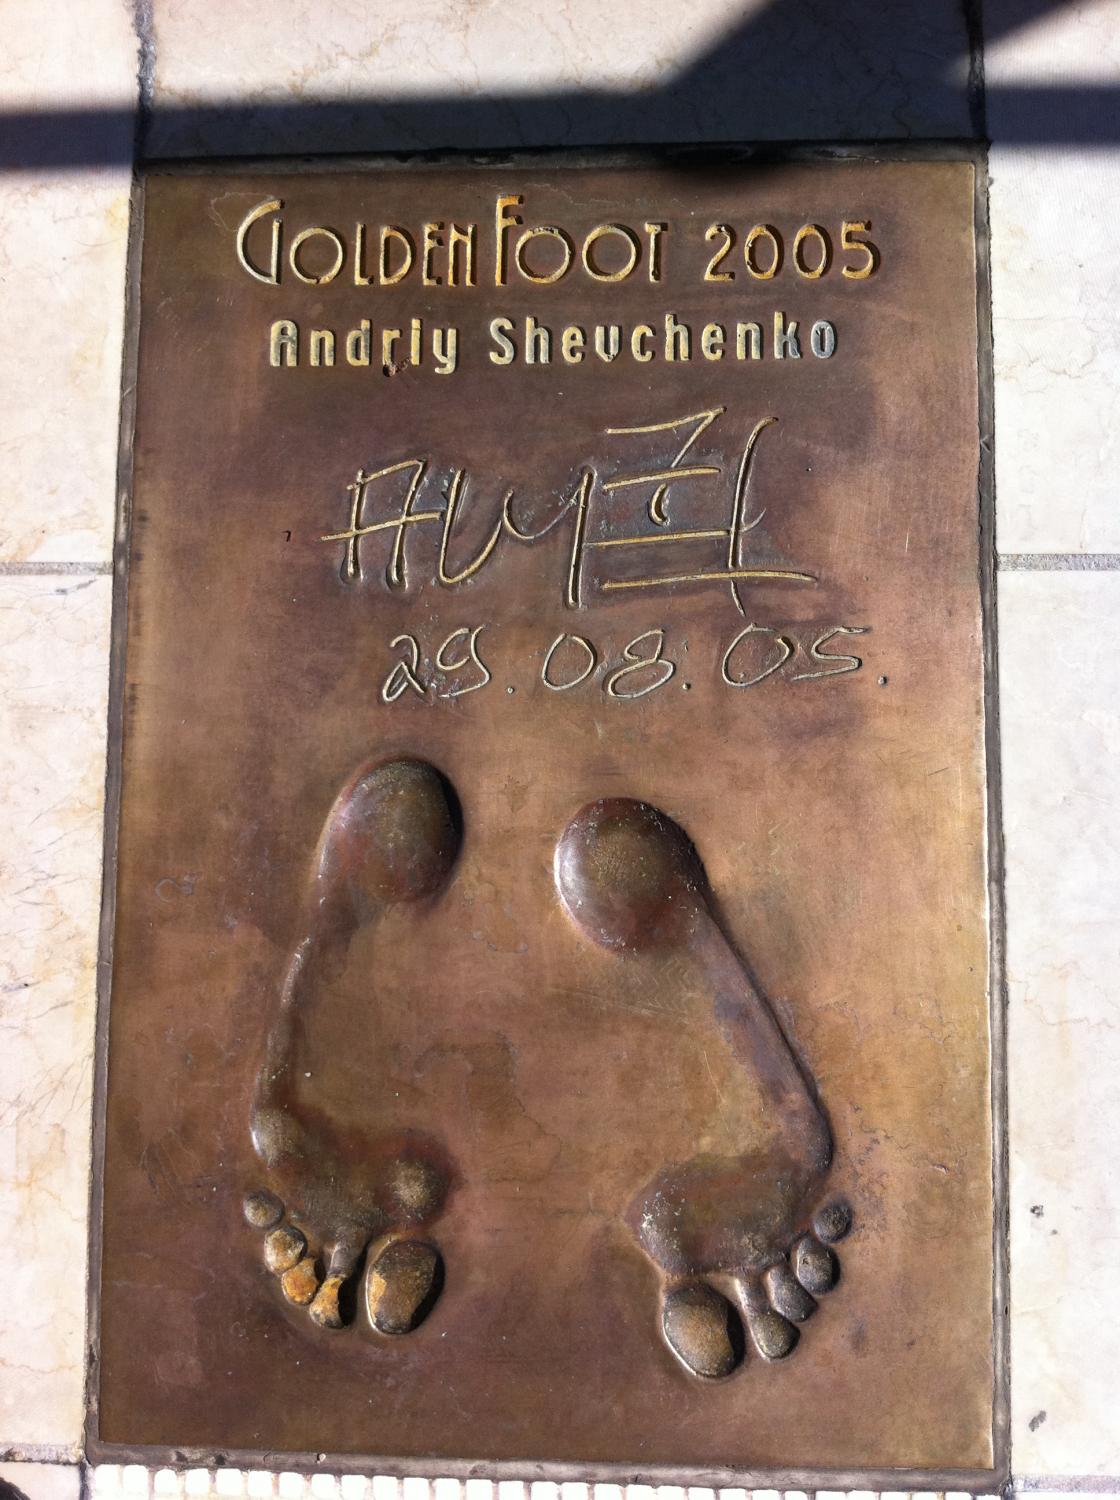 Golden Foot 2005
Andriy Shevchenko
29.08.05.